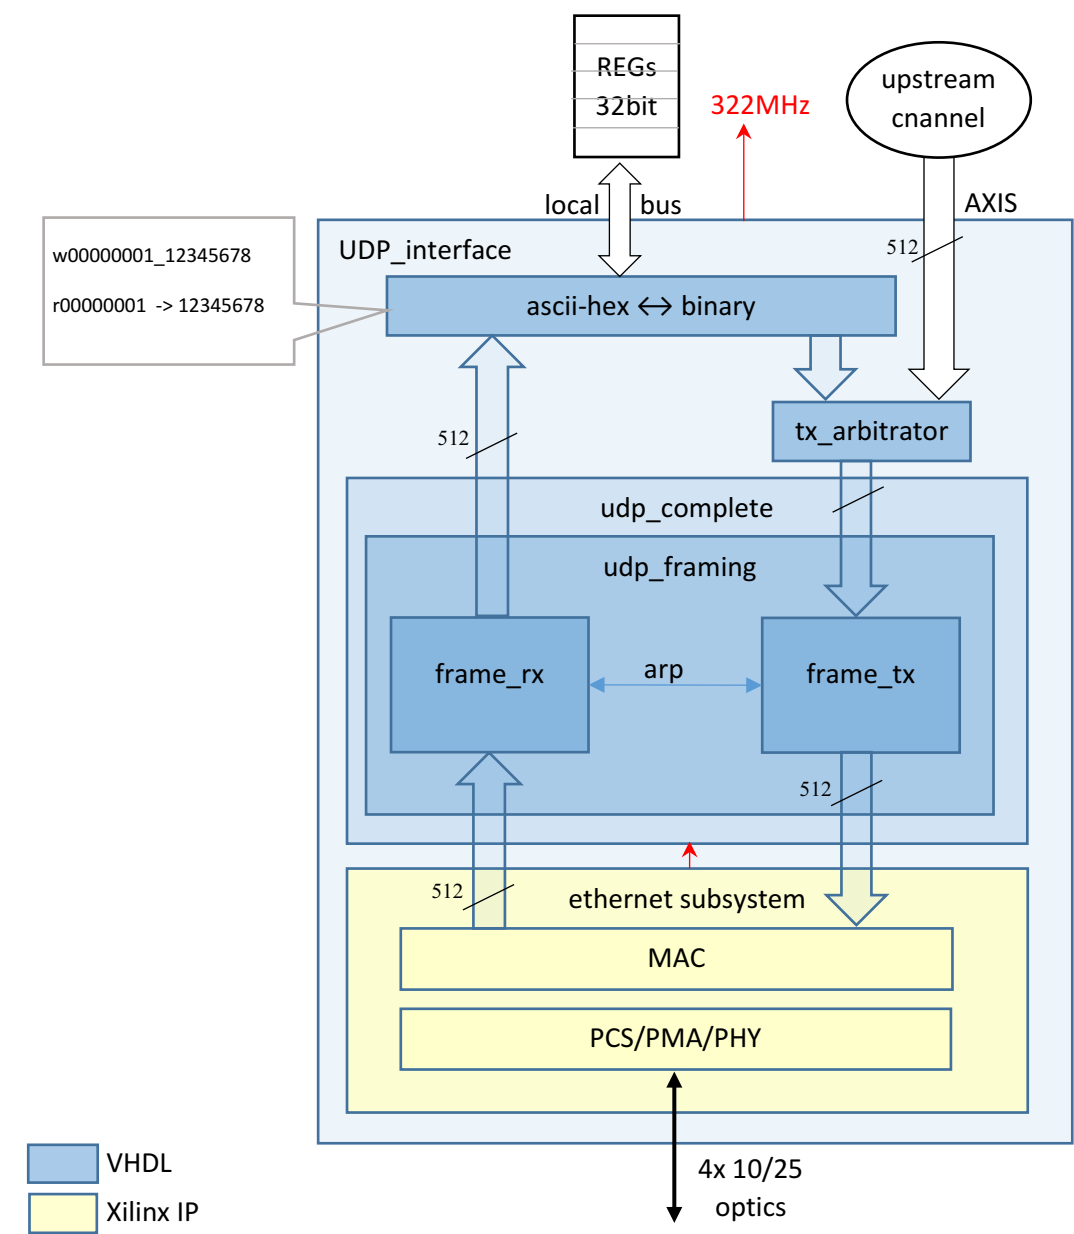 REGs
32bit
322MHz
upstream
cnannel
local bus
AXIS
UDP_interface
512
w00000001_12345678
r00000001 -> 12345678
ascii-hex ↔ binary
512
tx_arbitrator
udp_complete
udp_framing
frame_rx
arp
frame_tx
512
512
ethernet subsystem
MAC
PCS/PMA/PHY
VHDL
Xilinx IP
4x 10/25
optics